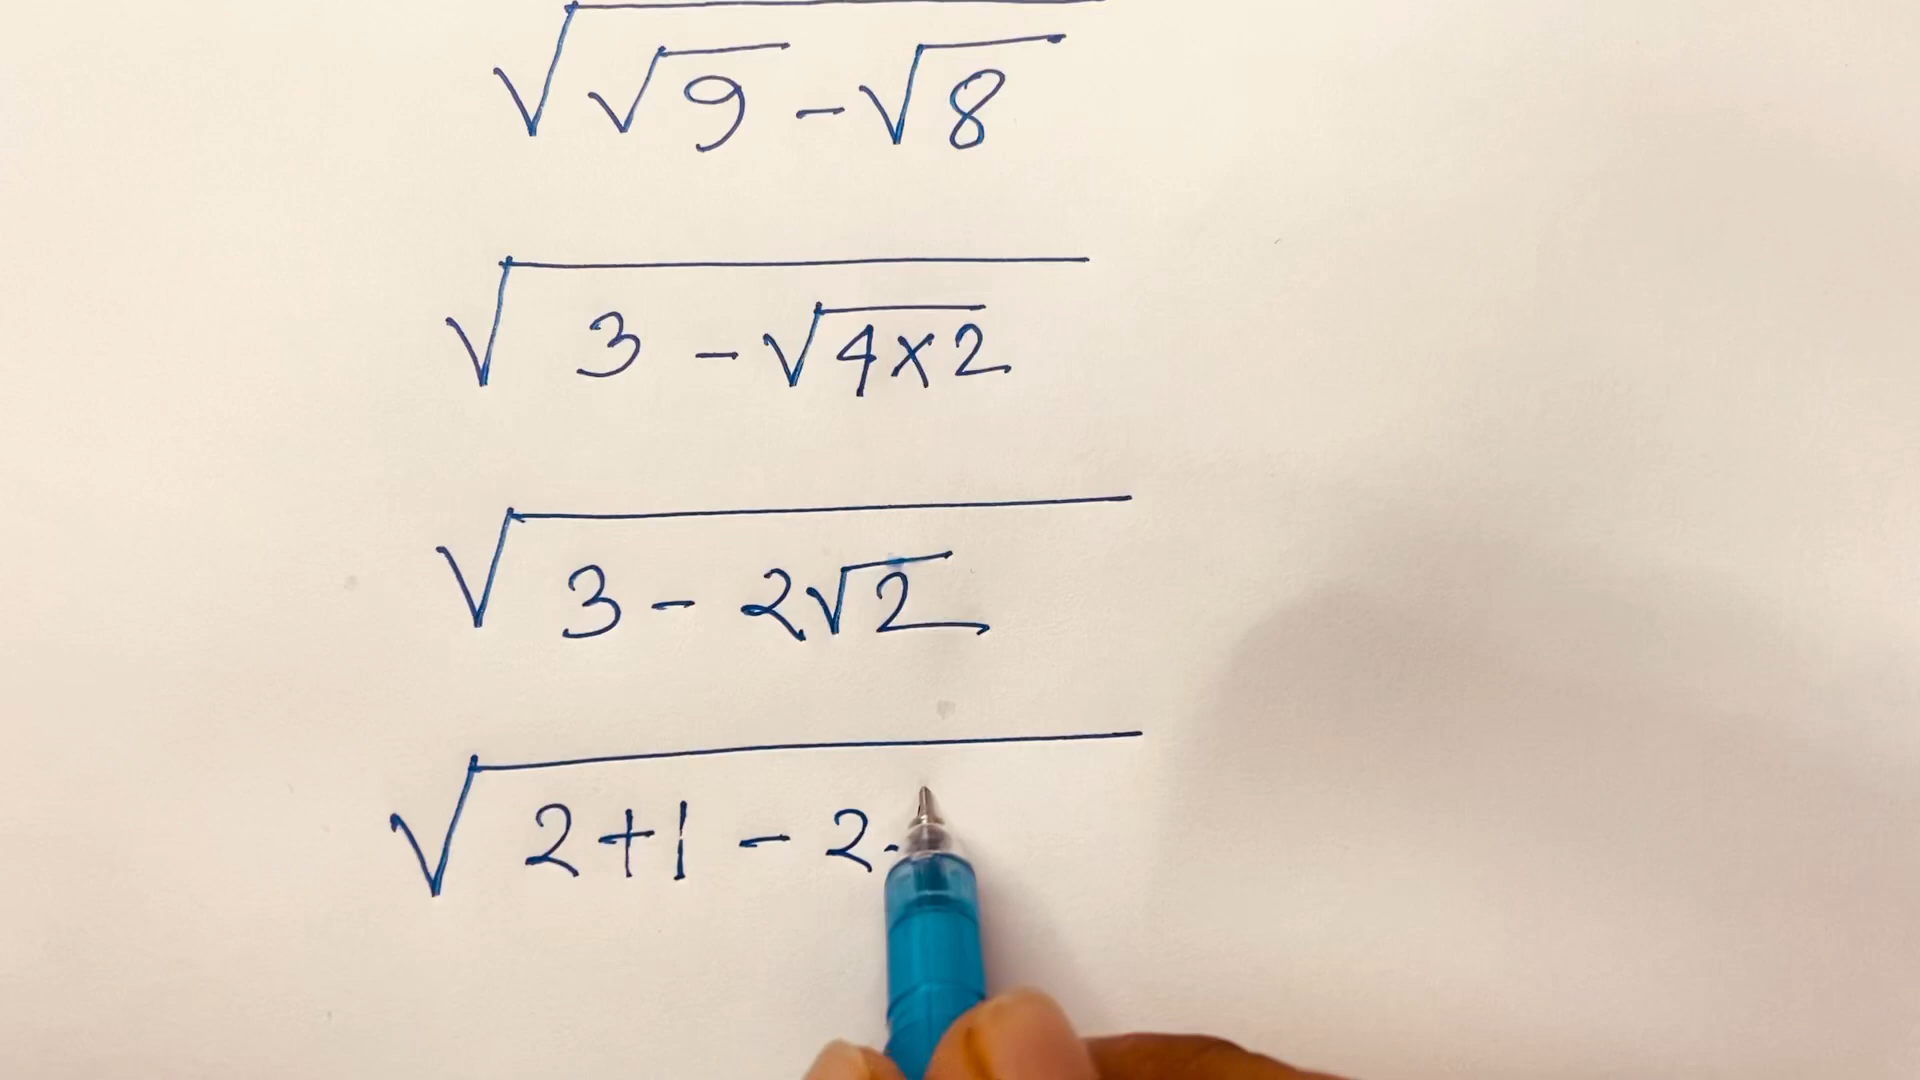 √(√9 - √8)
√(3 - √(4×2))
√(3 - 2√2)
√(2+1 - 2.